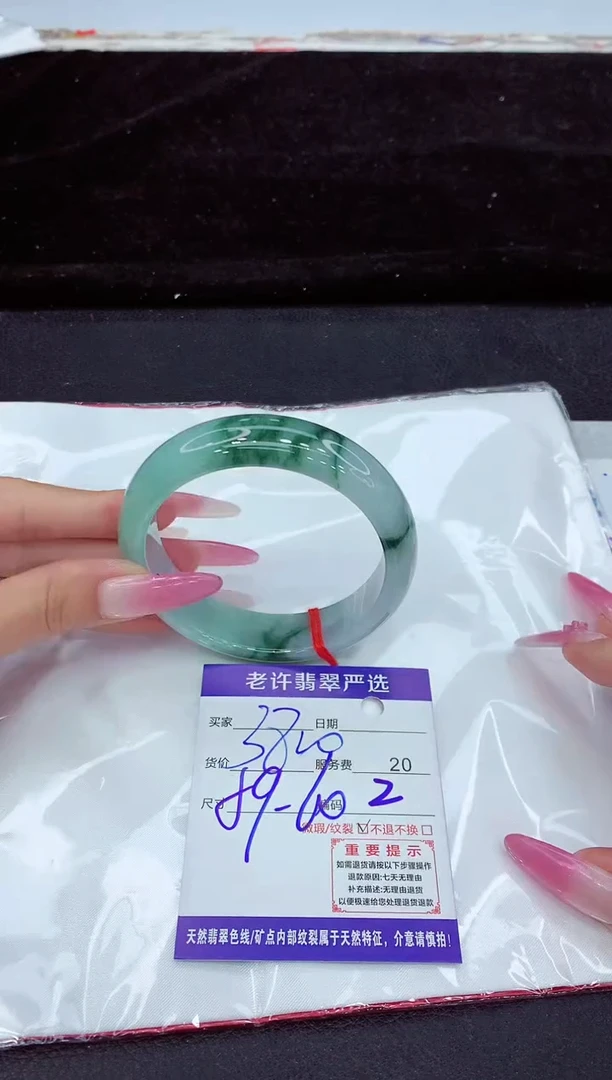 老许翡翠严选
买家 日期
3820
货价 服务费 20
尺寸 59-60 编码 2
微瑕/纹裂☑不退不换☐
重要提示
如需退货请按以下步骤操作
退款原因:七天无理由
补充描述:无理由退货
以便极速给您处理退货退款
天然翡翠色线/矿点内部纹裂属于天然特征，介意请慎拍!